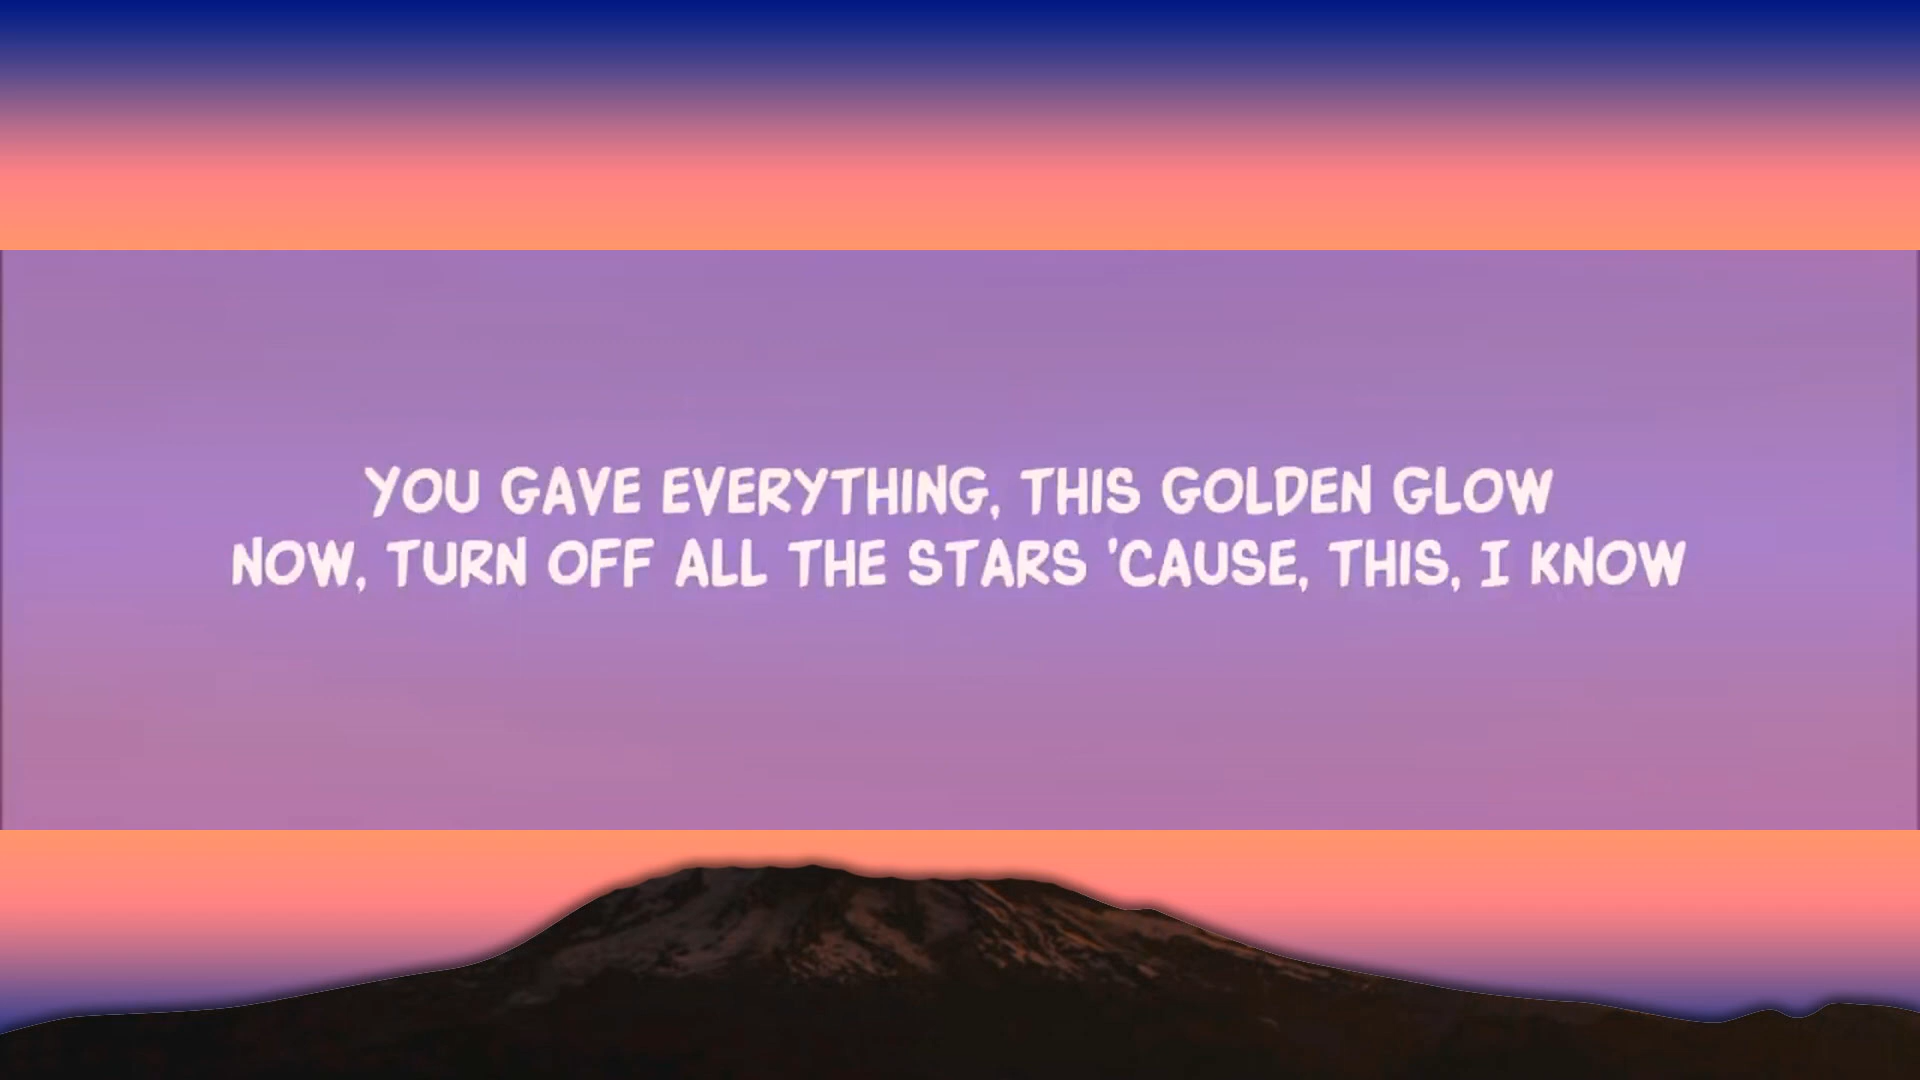 YOU GAVE EVERYTHING, THIS GOLDEN GLOW
NOW, TURN OFF ALL THE STARS 'CAUSE, THIS, I KNOW